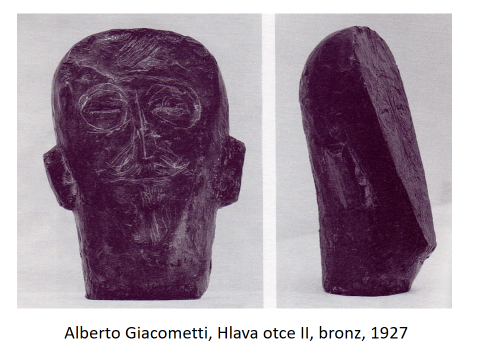 Alberto Giacometti, Hlava otce II, bronz, 1927